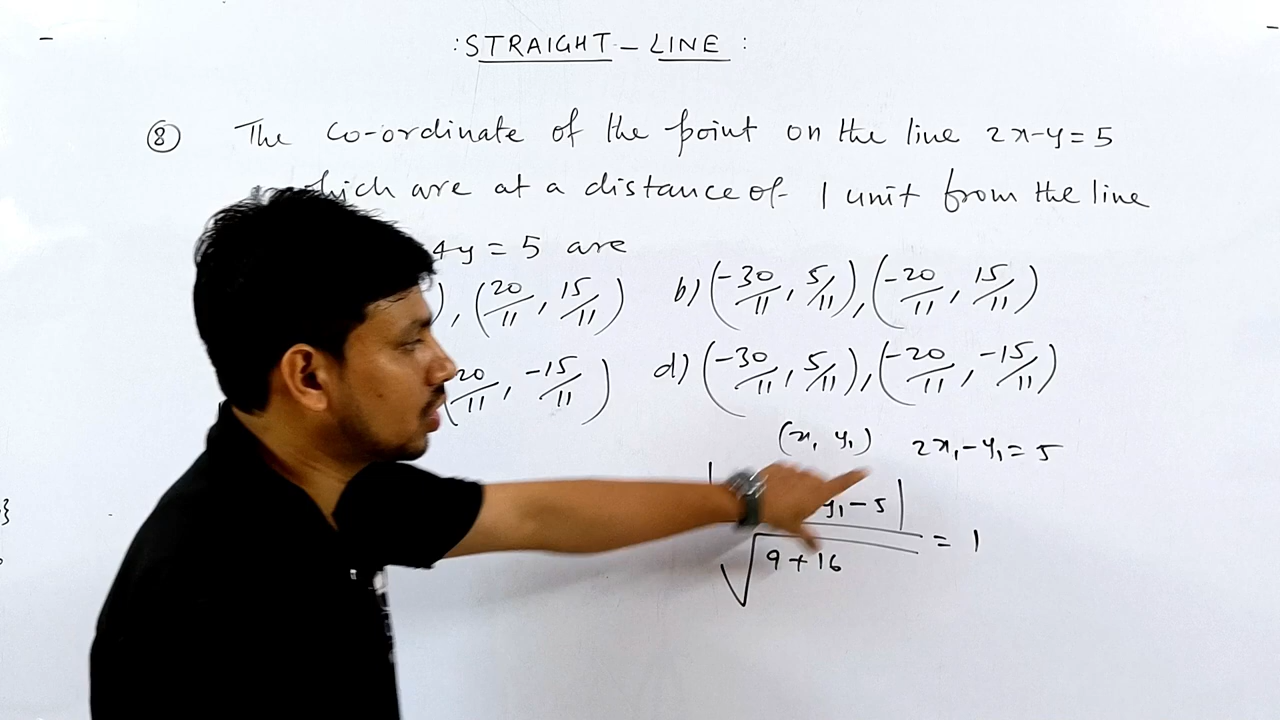 : STRAIGHT – LINE :
⑧ The co-ordinate of the point on the line 2x-y=5
which are at a distance of 1 unit from the line
4y = 5 are
), (20/11, 15/11) b) (-30/11, 5/11), (-20/11, 15/11)
20/11, -15/11) d) (-30/11, 5/11), (-20/11, -15/11)
(x₁ y₁) 2x₁-y₁=5
y₁-5| = 1
√9+16